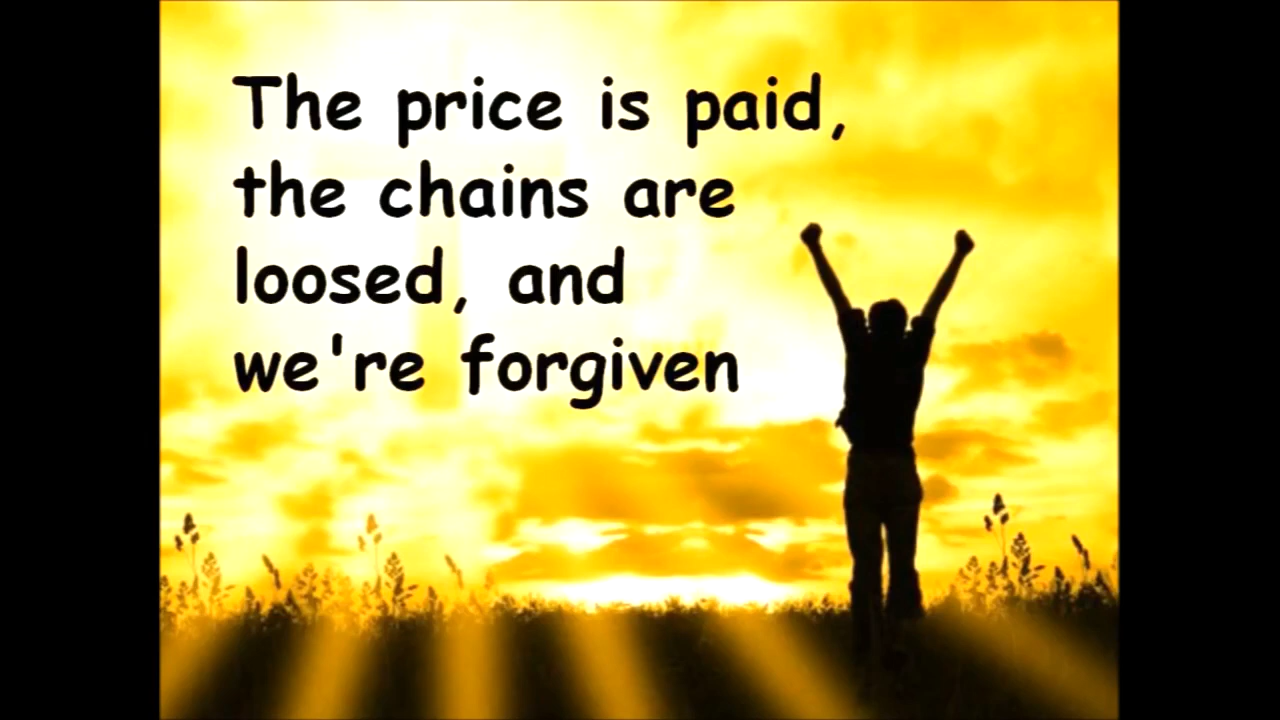 The price is paid,
the chains are
loosed, and
we're forgiven